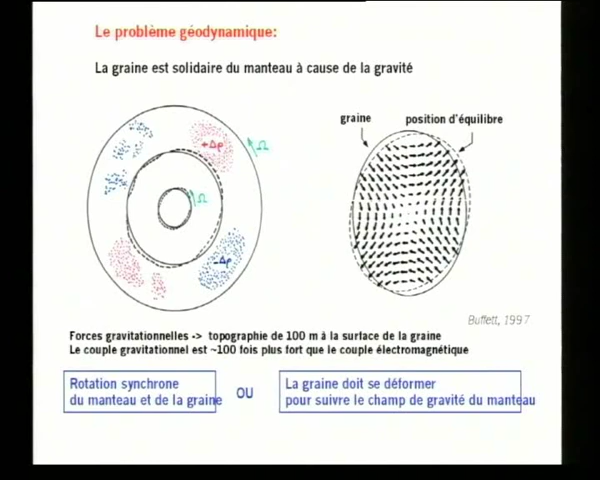 Le problème géodynamique:
La graine est solidaire du manteau à cause de la gravité
graine
position d'équilibre
+Δρ
Ω
Ω
-Δρ
Buffett, 1997
Forces gravitationnelles -> topographie de 100 m à la surface de la graine
Le couple gravitationnel est ~100 fois plus fort que le couple électromagnétique
Rotation synchrone
du manteau et de la graine
OU
La graine doit se déformer
pour suivre le champ de gravité du manteau